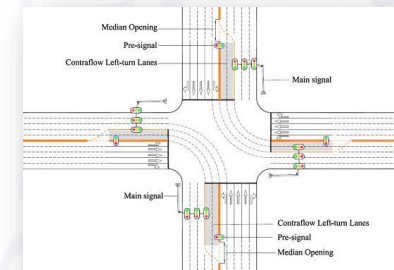 Median Opening
Pre-signal
Contraflow Left-turn Lanes
Main signal
Main signal
Contraflow Left-turn Lanes
Pre-signal
Median Opening